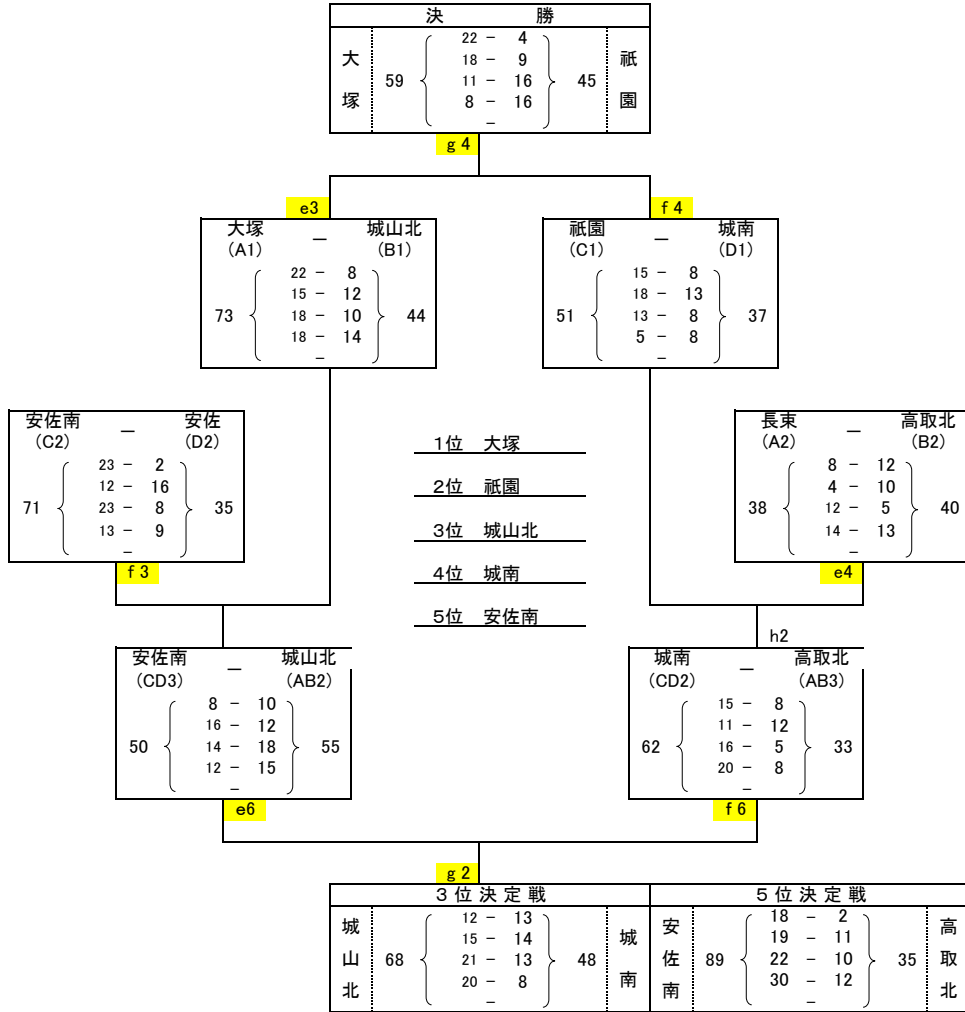 決 勝
大塚 59 45 祇園
22 − 4
18 − 9
11 − 16
8 − 16
−
g 4
e3
f 4
大塚 − 城山北
(A1) (B1)
73 44
22 − 8
15 − 12
18 − 10
18 − 14
−
祇園 − 城南
(C1) (D1)
51 37
15 − 8
18 − 13
13 − 8
5 − 8
−
安佐南 − 安佐
(C2) (D2)
71 35
23 − 2
12 − 16
23 − 8
13 − 9
−
f 3
1位 大塚
2位 祇園
3位 城山北
4位 城南
5位 安佐南
長束 − 高取北
(A2) (B2)
38 40
8 − 12
4 − 10
12 − 5
14 − 13
−
e4
安佐南 − 城山北
(CD3) (AB2)
50 55
8 − 10
16 − 12
14 − 18
12 − 15
−
e6
h2
城南 − 高取北
(CD2) (AB3)
62 33
15 − 8
11 − 12
16 − 5
20 − 8
−
f 6
g 2
3 位 決 定 戦
城山北 68 48 城南
12 − 13
15 − 14
21 − 13
20 − 8
−
5 位 決 定 戦
安佐南 89 35 高取北
18 − 2
19 − 11
22 − 10
30 − 12
−